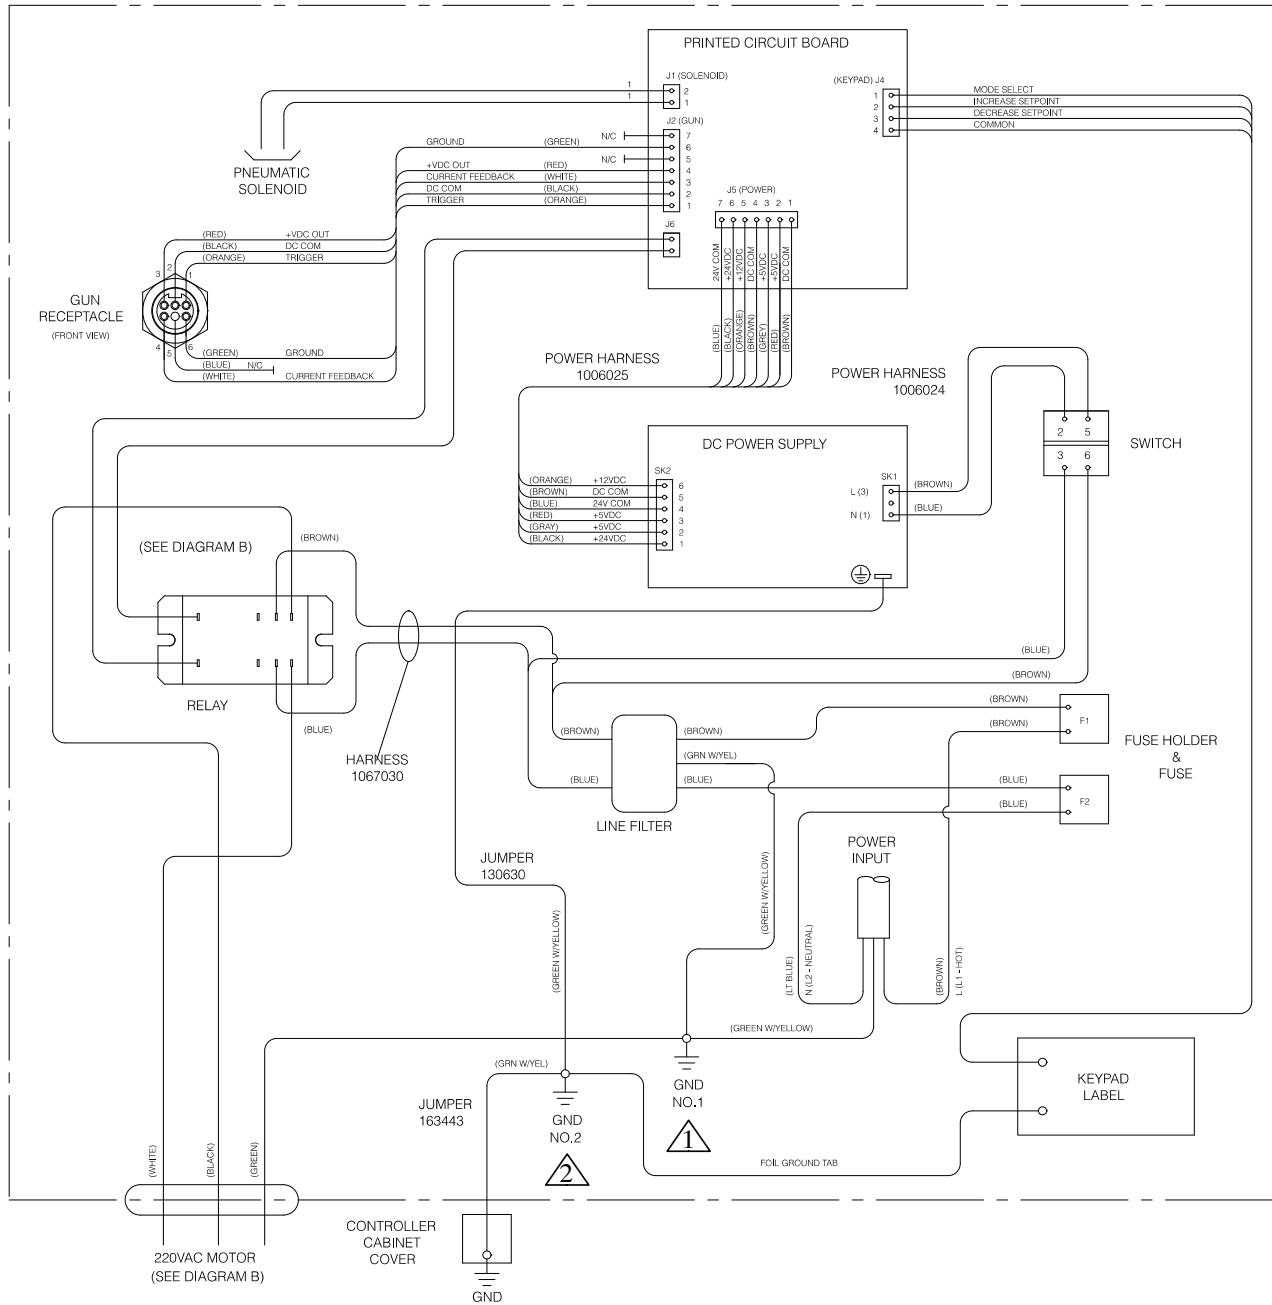 PRINTED CIRCUIT BOARD
J1 (SOLENOID)
1
2
1
1
PNEUMATIC
SOLENOID
(KEYPAD) J4
1
MODE SELECT
2
INCREASE SETPOINT
3
DECREASE SETPOINT
4
COMMON
J2 (GUN)
N/C
7
GROUND
(GREEN)
6
N/C
5
+VDC OUT
(RED)
4
CURRENT FEEDBACK
(WHITE)
3
DC COM
(BLACK)
2
TRIGGER
(ORANGE)
1
J6
J5 (POWER)
7 6 5 4 3 2 1
24V COM
+24VDC
+12VDC
DC COM
+5VDC
+5VDC
DC COM
(BLUE)
(BLACK)
(ORANGE)
(BROWN)
(GREY)
(RED)
(BROWN)
(RED)
+VDC OUT
(BLACK)
DC COM
(ORANGE)
TRIGGER
3
2
1
GUN
RECEPTACLE
(FRONT VIEW)
4
5
6
(GREEN)
GROUND
(BLUE)
N/C
(WHITE)
CURRENT FEEDBACK
POWER HARNESS
1006025
POWER HARNESS
1006024
2 5
3 6
SWITCH
DC POWER SUPPLY
SK2
(ORANGE)
+12VDC
6
(BROWN)
DC COM
5
(BLUE)
24V COM
4
(RED)
+5VDC
3
(GRAY)
+5VDC
2
(BLACK)
+24VDC
1
SK1
L (3)
(BROWN)
N (1)
(BLUE)
(SEE DIAGRAM B)
(BROWN)
RELAY
(BLUE)
HARNESS
1067030
(BLUE)
(BROWN)
(BROWN)
(BROWN)
(GRN W/YEL)
(BLUE)
(BLUE)
LINE FILTER
(BROWN)
(BROWN)
F1
FUSE HOLDER
&
FUSE
(BLUE)
(BLUE)
F2
POWER
INPUT
JUMPER
130630
(GREEN W/YELLOW)
(GREEN W/YELLOW)
(LT BLUE)
N (L2 - NEUTRAL)
(BROWN)
L (L1 - HOT)
(GREEN W/YELLOW)
(GRN W/YEL)
JUMPER
163443
GND
NO.2
2
GND
NO.1
1
KEYPAD
LABEL
FOIL GROUND TAB
(WHITE)
(BLACK)
(GREEN)
220VAC MOTOR
(SEE DIAGRAM B)
CONTROLLER
CABINET
COVER
GND